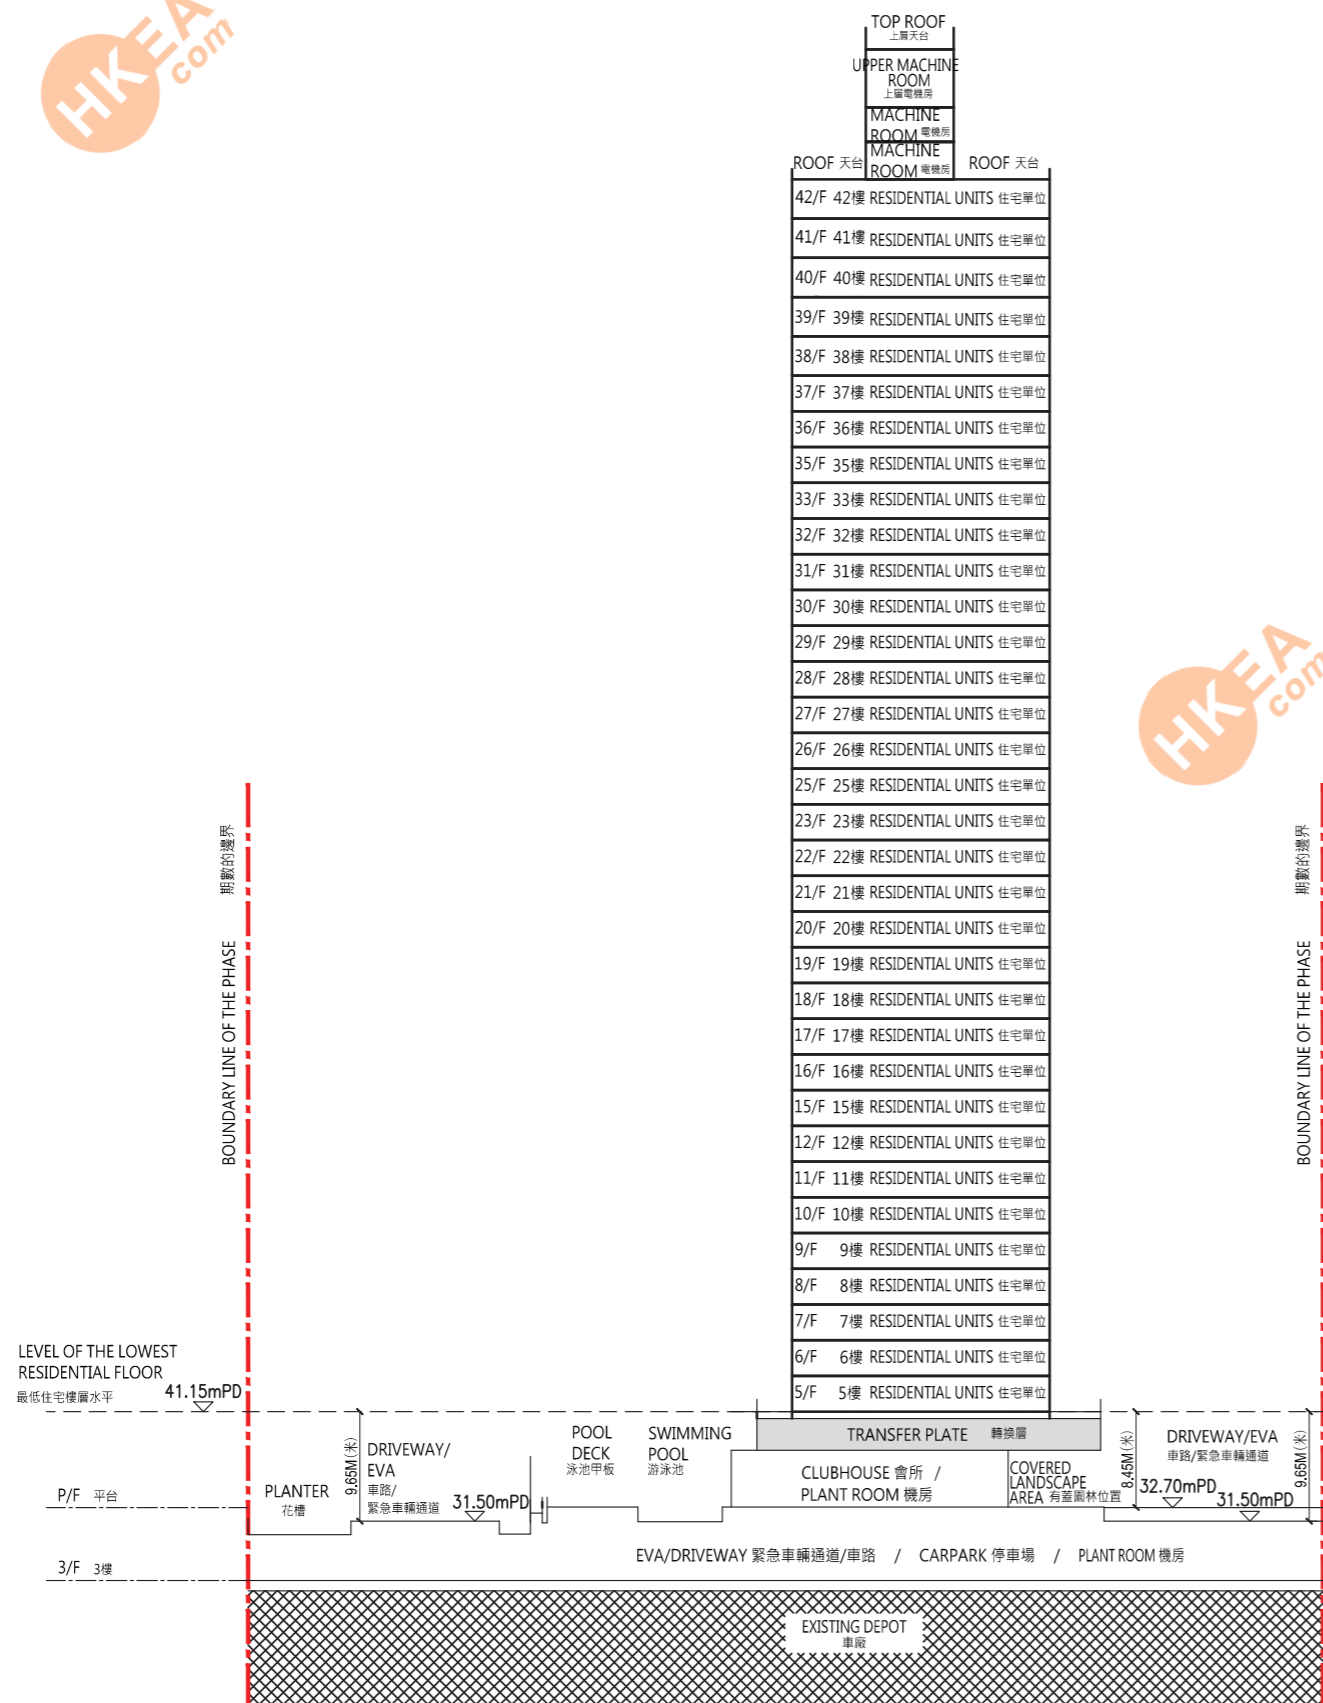 HKEA
com
TOP ROOF
上層天台
UPPER MACHINE
ROOM
上層電機房
MACHINE
ROOM 電機房
MACHINE
ROOM 電機房
ROOF 天台
ROOF 天台
42/F 42樓 RESIDENTIAL UNITS 住宅單位
41/F 41樓 RESIDENTIAL UNITS 住宅單位
40/F 40樓 RESIDENTIAL UNITS 住宅單位
39/F 39樓 RESIDENTIAL UNITS 住宅單位
38/F 38樓 RESIDENTIAL UNITS 住宅單位
37/F 37樓 RESIDENTIAL UNITS 住宅單位
36/F 36樓 RESIDENTIAL UNITS 住宅單位
35/F 35樓 RESIDENTIAL UNITS 住宅單位
33/F 33樓 RESIDENTIAL UNITS 住宅單位
32/F 32樓 RESIDENTIAL UNITS 住宅單位
31/F 31樓 RESIDENTIAL UNITS 住宅單位
30/F 30樓 RESIDENTIAL UNITS 住宅單位
29/F 29樓 RESIDENTIAL UNITS 住宅單位
28/F 28樓 RESIDENTIAL UNITS 住宅單位
27/F 27樓 RESIDENTIAL UNITS 住宅單位
26/F 26樓 RESIDENTIAL UNITS 住宅單位
25/F 25樓 RESIDENTIAL UNITS 住宅單位
23/F 23樓 RESIDENTIAL UNITS 住宅單位
22/F 22樓 RESIDENTIAL UNITS 住宅單位
21/F 21樓 RESIDENTIAL UNITS 住宅單位
20/F 20樓 RESIDENTIAL UNITS 住宅單位
19/F 19樓 RESIDENTIAL UNITS 住宅單位
18/F 18樓 RESIDENTIAL UNITS 住宅單位
17/F 17樓 RESIDENTIAL UNITS 住宅單位
16/F 16樓 RESIDENTIAL UNITS 住宅單位
15/F 15樓 RESIDENTIAL UNITS 住宅單位
12/F 12樓 RESIDENTIAL UNITS 住宅單位
11/F 11樓 RESIDENTIAL UNITS 住宅單位
10/F 10樓 RESIDENTIAL UNITS 住宅單位
9/F 9樓 RESIDENTIAL UNITS 住宅單位
8/F 8樓 RESIDENTIAL UNITS 住宅單位
7/F 7樓 RESIDENTIAL UNITS 住宅單位
6/F 6樓 RESIDENTIAL UNITS 住宅單位
5/F 5樓 RESIDENTIAL UNITS 住宅單位
HKEA
com
BOUNDARY LINE OF THE PHASE 期數的邊界
BOUNDARY LINE OF THE PHASE 期數的邊界
LEVEL OF THE LOWEST
RESIDENTIAL FLOOR
最低住宅樓層水平
41.15mPD
P/F 平台
3/F 3樓
PLANTER
花槽
9.65M(米)
DRIVEWAY/
EVA
車路/
緊急車輛通道
31.50mPD
POOL
DECK
泳池甲板
SWIMMING
POOL
游泳池
TRANSFER PLATE 轉換層
CLUBHOUSE 會所 /
PLANT ROOM 機房
COVERED
LANDSCAPE
AREA 有蓋園林位置
8.45M(米)
DRIVEWAY/EVA
車路/緊急車輛通道
32.70mPD
31.50mPD
9.65M(米)
EVA/DRIVEWAY 緊急車輛通道/車路 / CARPARK 停車場 / PLANT ROOM 機房
EXISTING DEPOT
車廠